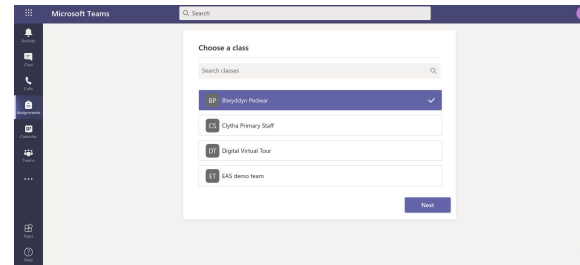 Microsoft Teams
Search
Activity
Chat
Calls
Assignments
Calendar
Teams
Apps
Help
Choose a class
Search classes
BP Blwyddyn Pedwar
CS Clytha Primary Staff
DT Digital Virtual Tour
ET EAS demo team
Next